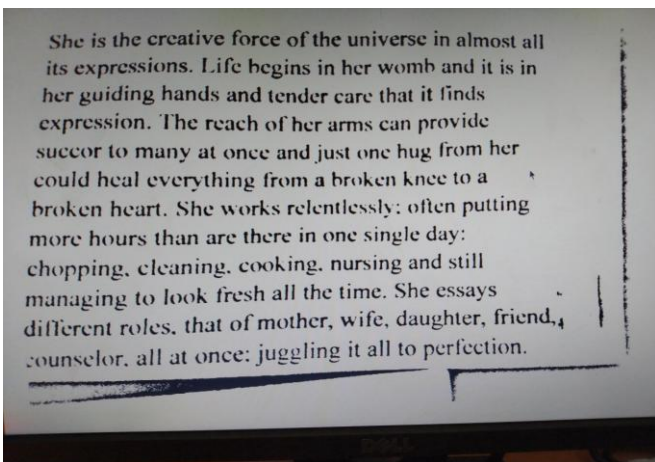 She is the creative force of the universe in almost all
its expressions. Life begins in her womb and it is in
her guiding hands and tender care that it finds
expression. The reach of her arms can provide
succor to many at once and just one hug from her
could heal everything from a broken knee to a
broken heart. She works relentlessly: often putting
more hours than are there in one single day:
chopping, cleaning, cooking, nursing and still
managing to look fresh all the time. She essays
different roles, that of mother, wife, daughter, friend,
counselor, all at once: juggling it all to perfection.
DELL